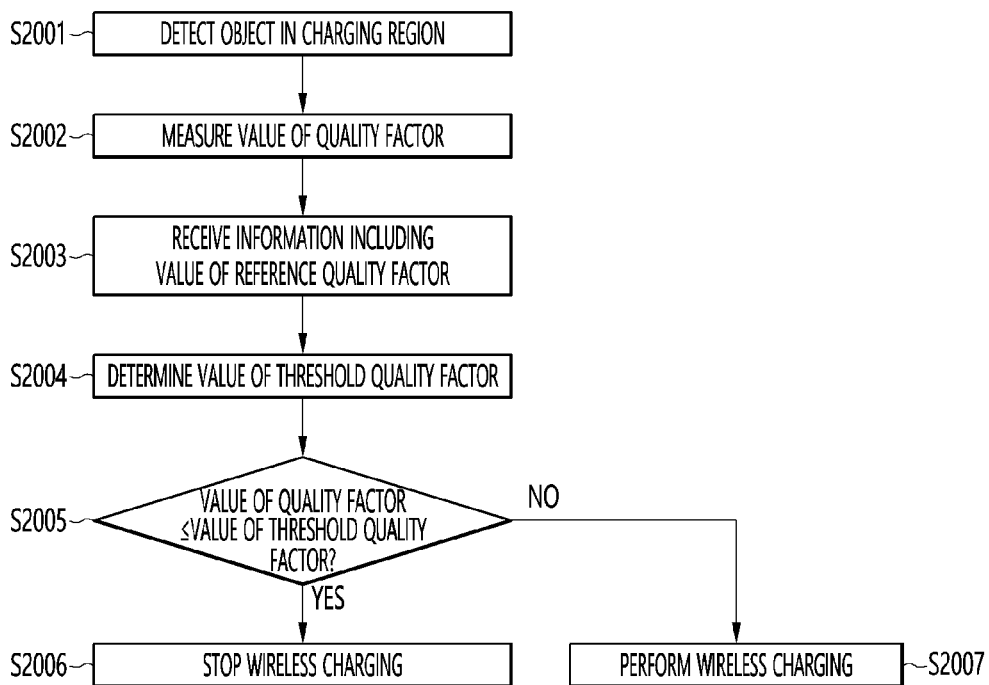 S2001
DETECT OBJECT IN CHARGING REGION
S2002
MEASURE VALUE OF QUALITY FACTOR
S2003
RECEIVE INFORMATION INCLUDING
VALUE OF REFERENCE QUALITY FACTOR
S2004
DETERMINE VALUE OF THRESHOLD QUALITY FACTOR
S2005
VALUE OF QUALITY FACTOR
≤VALUE OF THRESHOLD QUALITY
FACTOR?
NO
YES
S2006
STOP WIRELESS CHARGING
PERFORM WIRELESS CHARGING
S2007